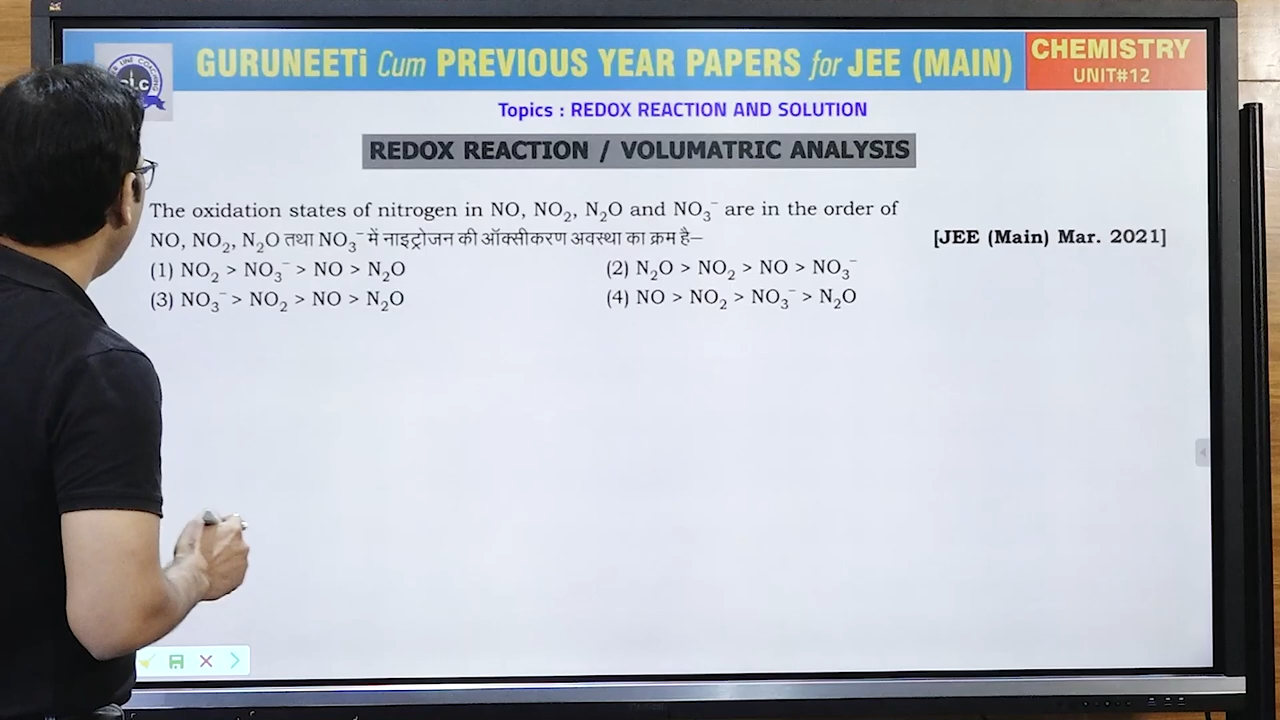 GURUNEETi Cum PREVIOUS YEAR PAPERS for JEE (MAIN)
CHEMISTRY
UNIT#12
Topics : REDOX REACTION AND SOLUTION
REDOX REACTION / VOLUMATRIC ANALYSIS
The oxidation states of nitrogen in NO, NO₂, N₂O and NO₃⁻ are in the order of
NO, NO₂, N₂O तथा NO₃⁻ में नाइट्रोजन की ऑक्सीकरण अवस्था का क्रम है–
[JEE (Main) Mar. 2021]
(1) NO₂ > NO₃⁻ > NO > N₂O
(2) N₂O > NO₂ > NO > NO₃⁻
(3) NO₃⁻ > NO₂ > NO > N₂O
(4) NO > NO₂ > NO₃⁻ > N₂O